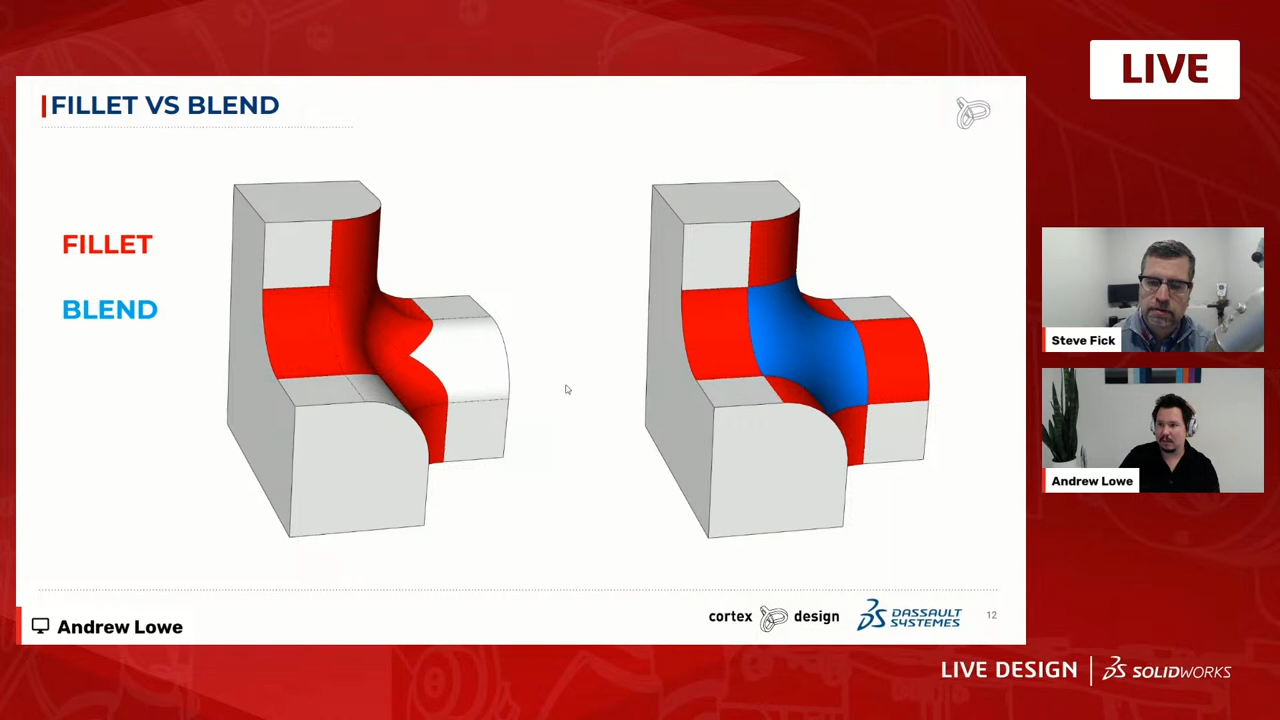 LIVE
FILLET VS BLEND
FILLET
BLEND
Steve Fick
Andrew Lowe
cortex design
DASSAULT SYSTEMES
12
Andrew Lowe
LIVE DESIGN
SOLIDWORKS